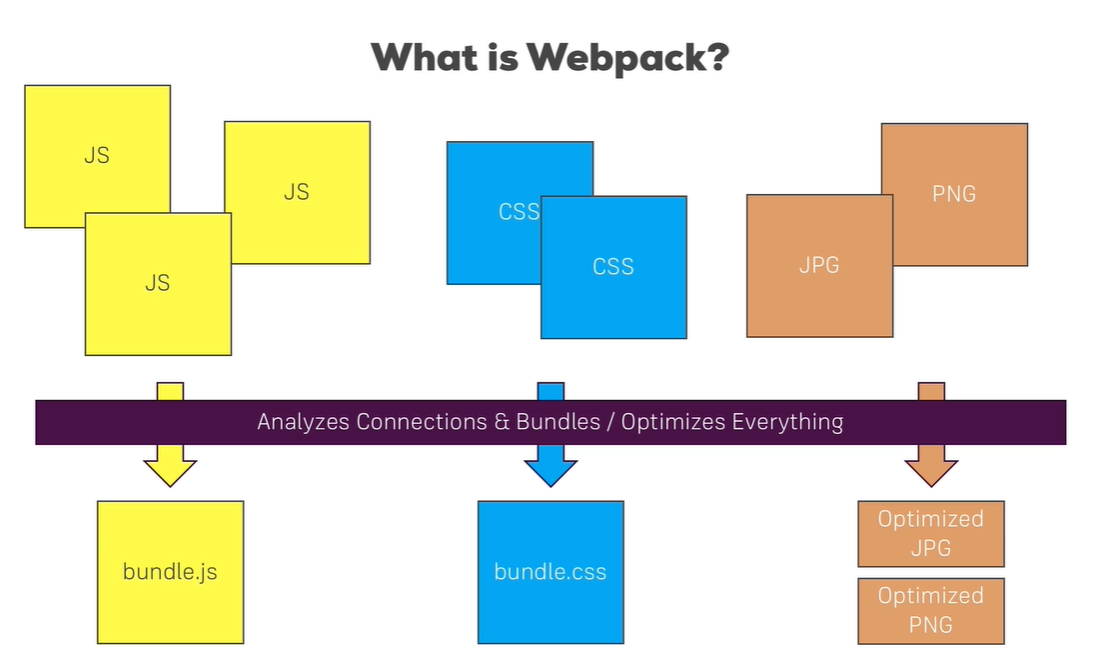 What is Webpack?
JS
JS
JS
CSS
CSS
PNG
JPG
Analyzes Connections & Bundles / Optimizes Everything
bundle.js
bundle.css
Optimized
JPG
Optimized
PNG